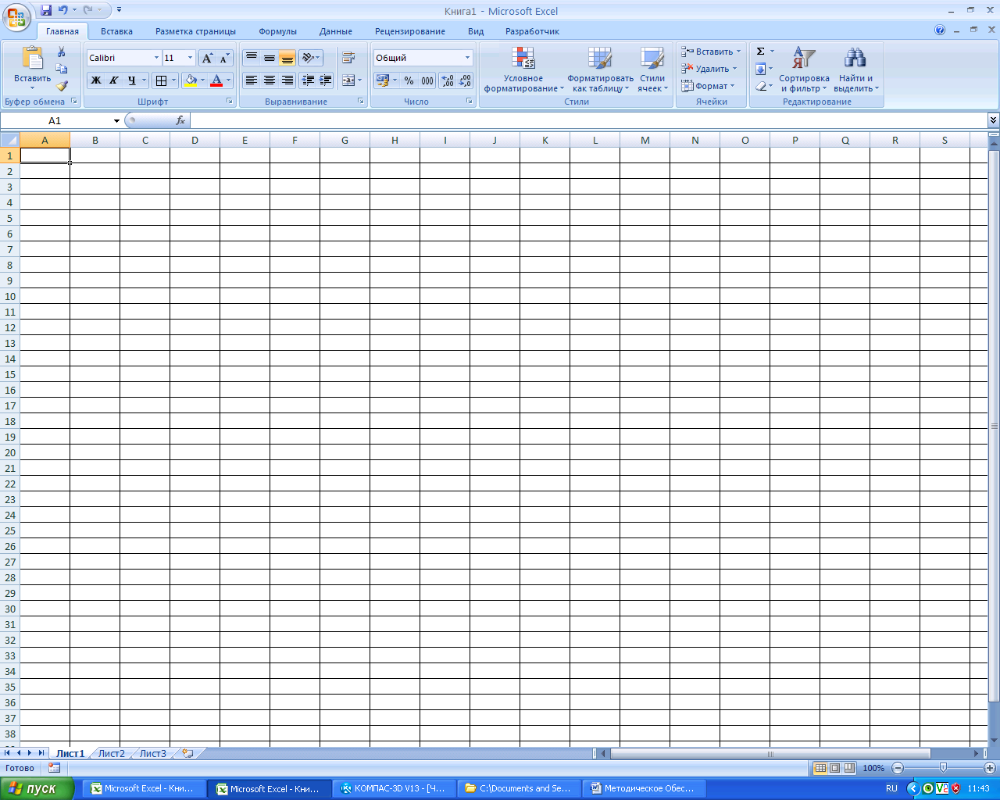 Книга1 - Microsoft Excel
Главная Вставка Разметка страницы Формулы Данные Рецензирование Вид Разработчик
Вставить
Буфер обмена
Calibri 11
Ж К Ч
Шрифт
Выравнивание
Общий
% 000
Число
Условное форматирование
Форматировать как таблицу
Стили ячеек
Стили
Вставить
Удалить
Формат
Ячейки
Σ
Сортировка и фильтр
Найти и выделить
Редактирование
A1 fx
A B C D E F G H I J K L M N O P Q R S
1
2
3
4
5
6
7
8
9
10
11
12
13
14
15
16
17
18
19
20
21
22
23
24
25
26
27
28
29
30
31
32
33
34
35
36
37
38
Лист1 Лист2 Лист3
Готово 100%
пуск Microsoft Excel - Кни... Microsoft Excel - Кни... КОМПАС-3D V13 - [Ч... C:\Documents and Se... Методическое Обес... RU 11:43